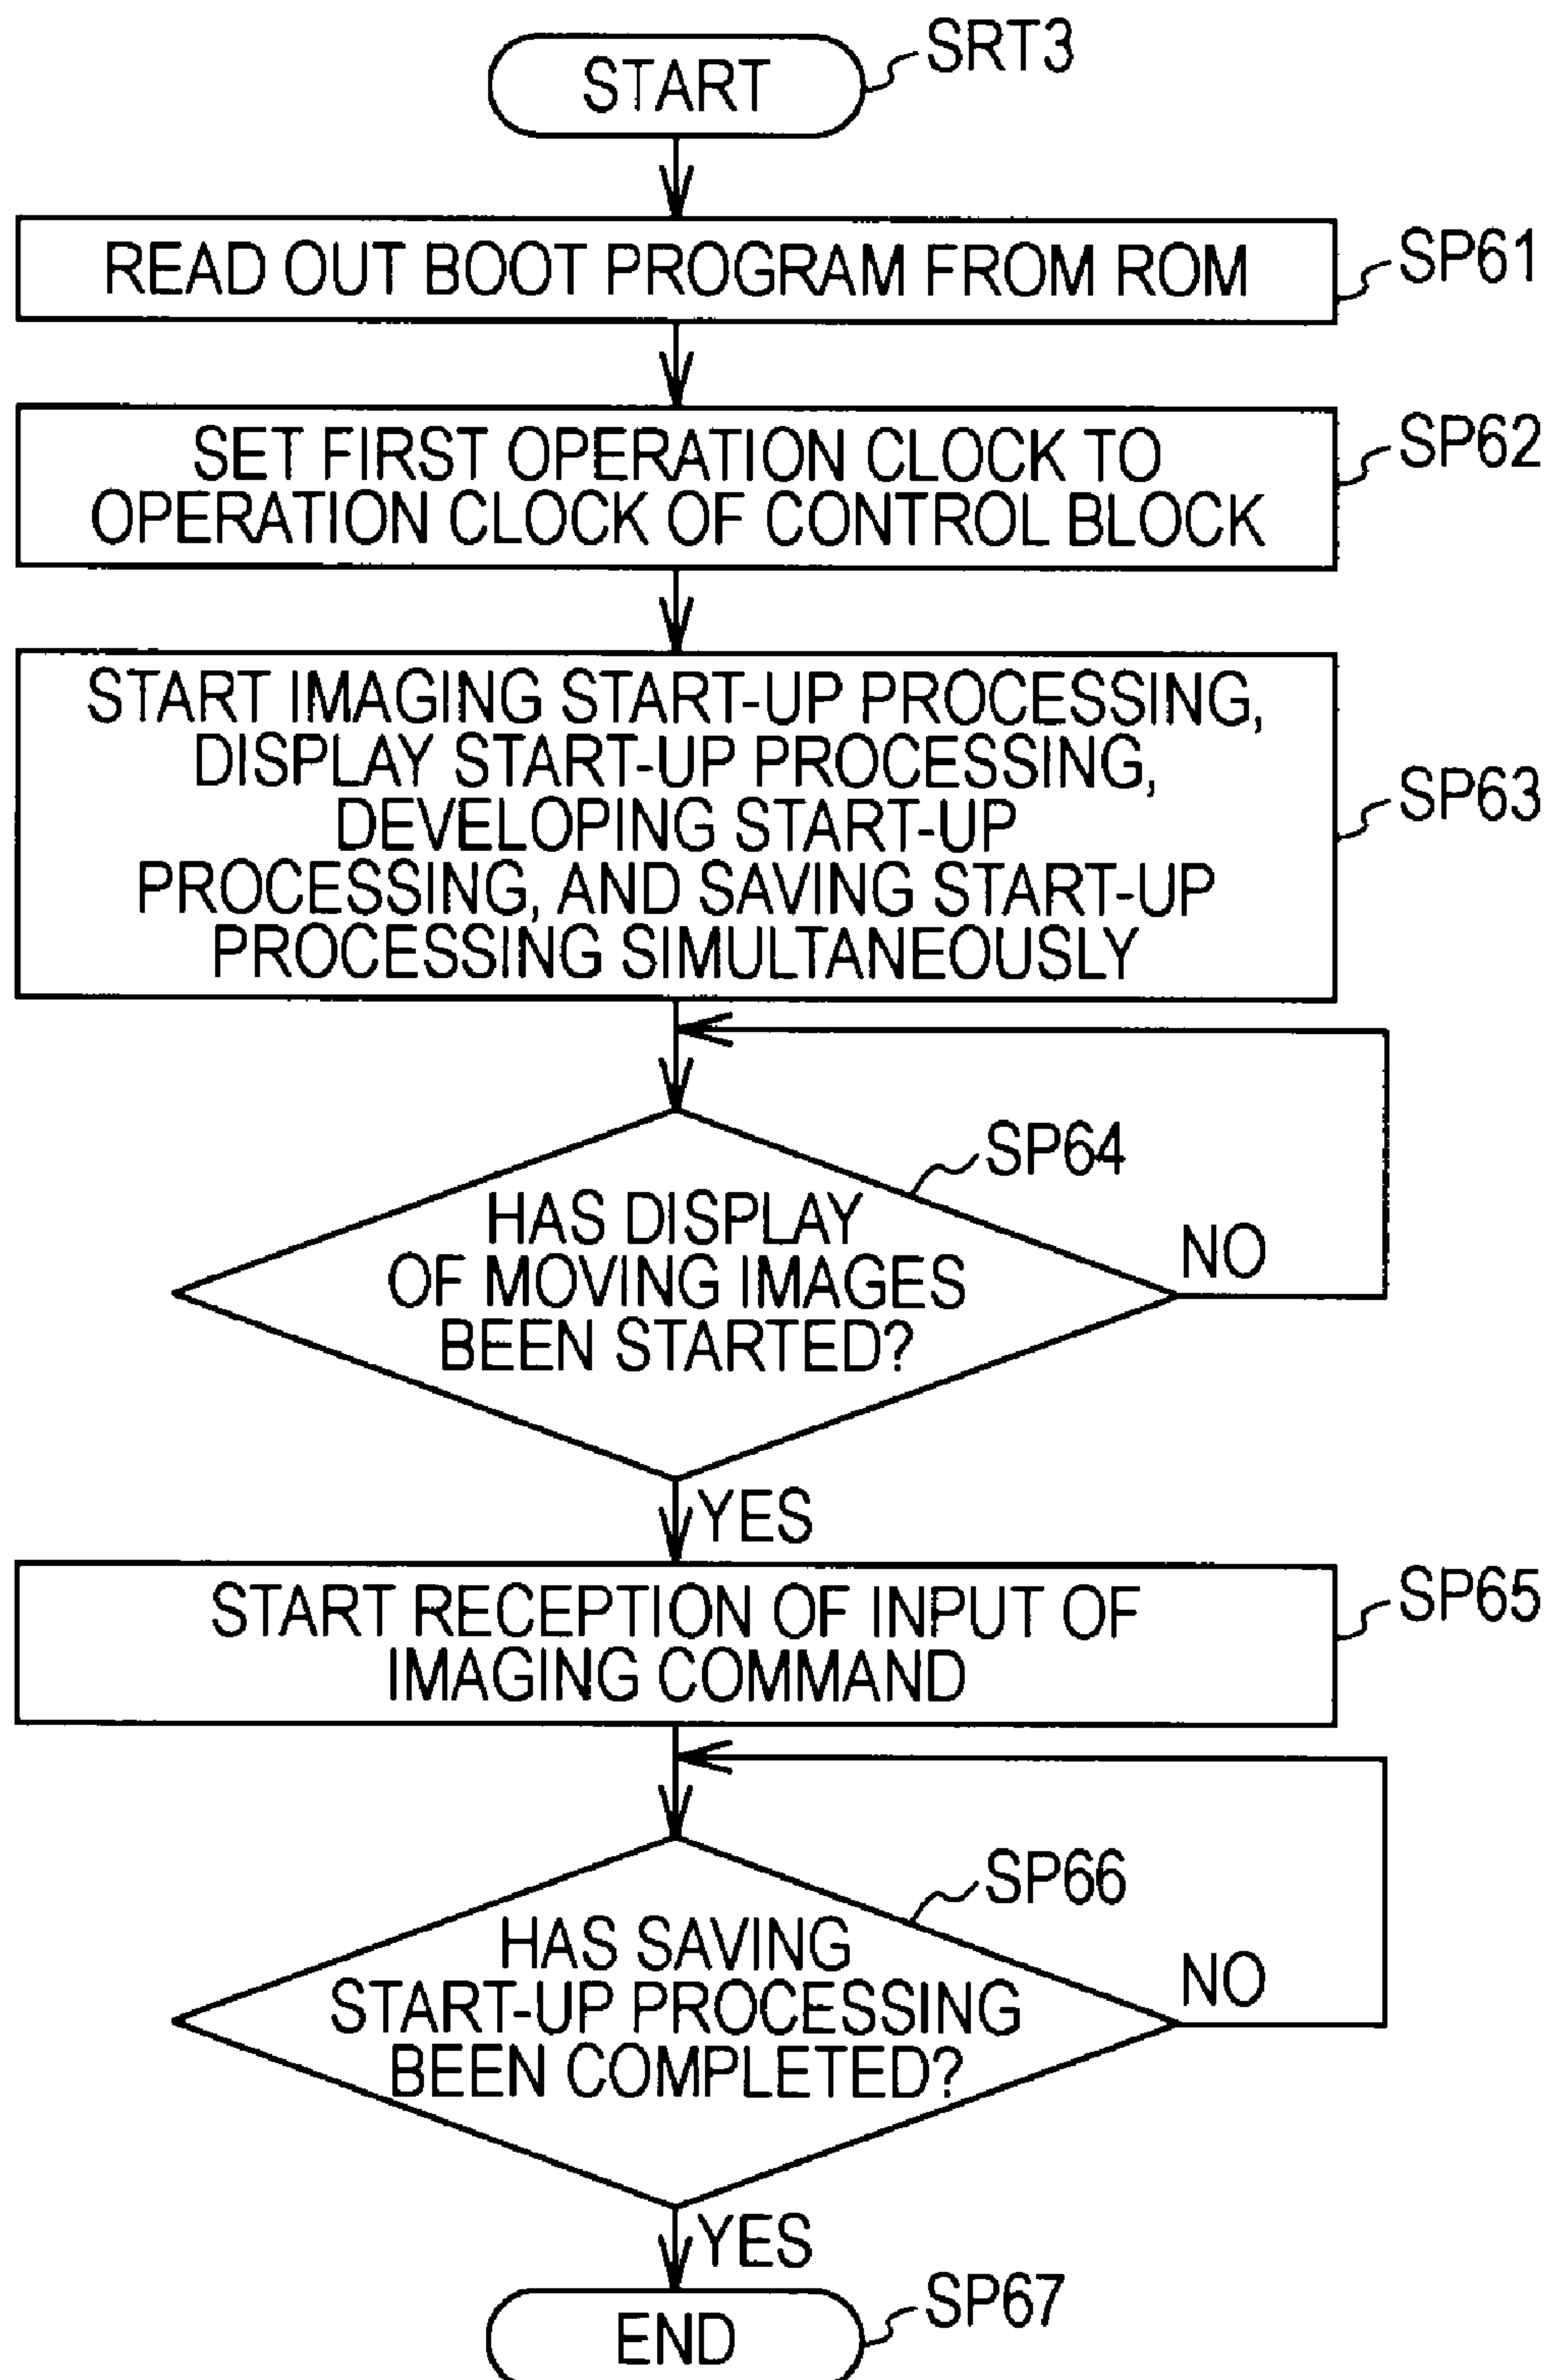 START
SRT3
READ OUT BOOT PROGRAM FROM ROM
SP61
SET FIRST OPERATION CLOCK TO
OPERATION CLOCK OF CONTROL BLOCK
SP62
START IMAGING START-UP PROCESSING,
DISPLAY START-UP PROCESSING,
DEVELOPING START-UP
PROCESSING, AND SAVING START-UP
PROCESSING SIMULTANEOUSLY
SP63
SP64
HAS DISPLAY
OF MOVING IMAGES
BEEN STARTED?
NO
YES
START RECEPTION OF INPUT OF
IMAGING COMMAND
SP65
SP66
HAS SAVING
START-UP PROCESSING
BEEN COMPLETED?
NO
YES
END
SP67